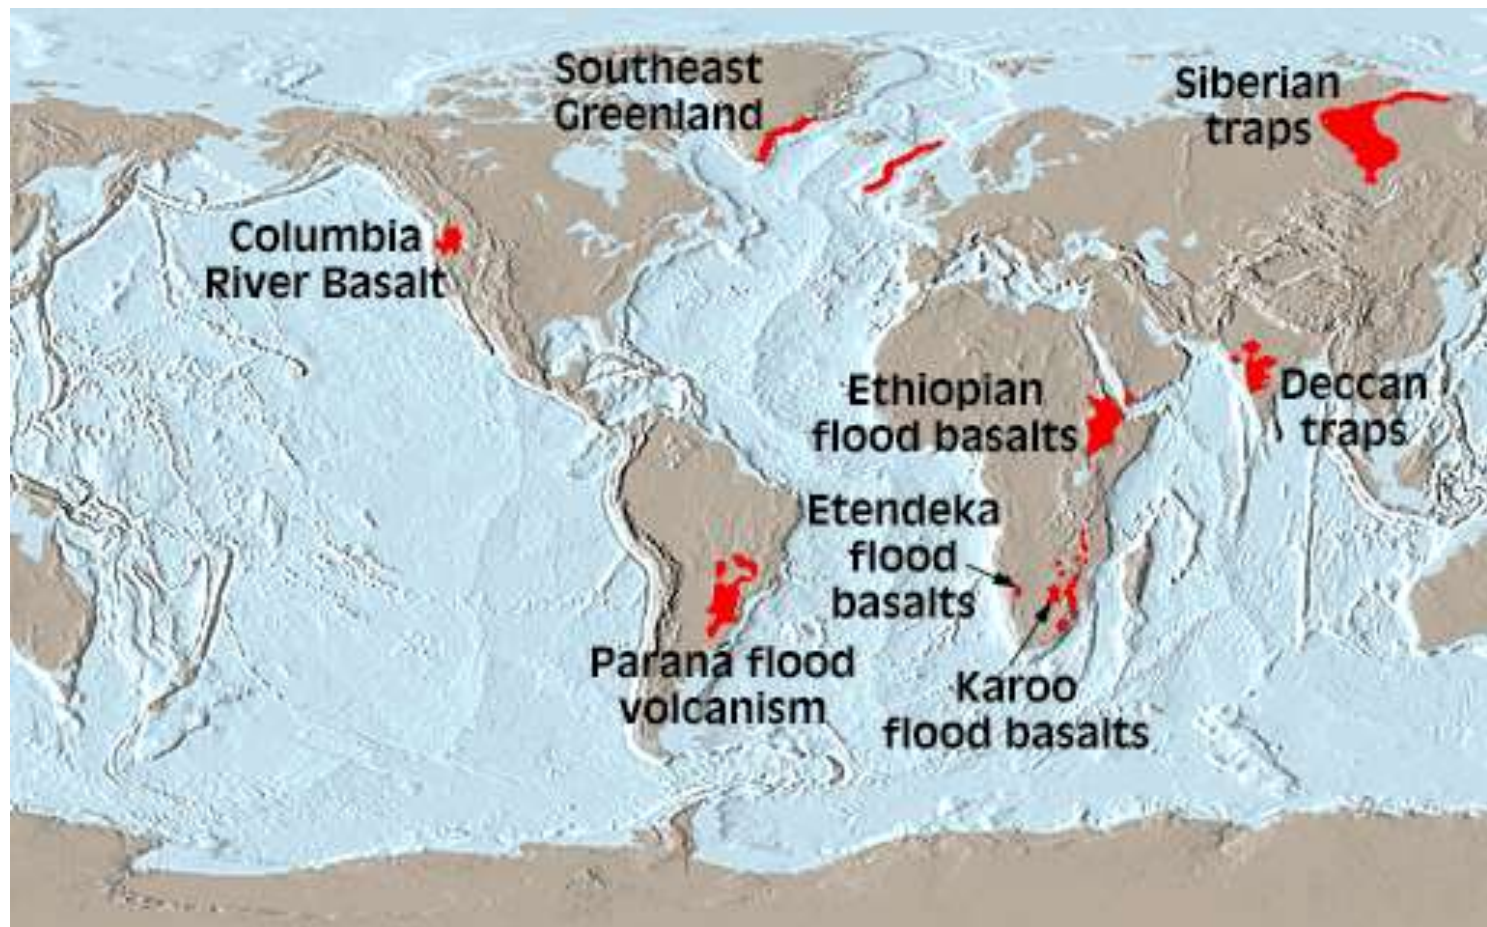 Southeast
Greenland
Siberian
traps
Columbia
River Basalt
Ethiopian
flood basalts
Deccan
traps
Etendeka
flood
basalts
Paraná flood
volcanism
Karoo
flood basalts